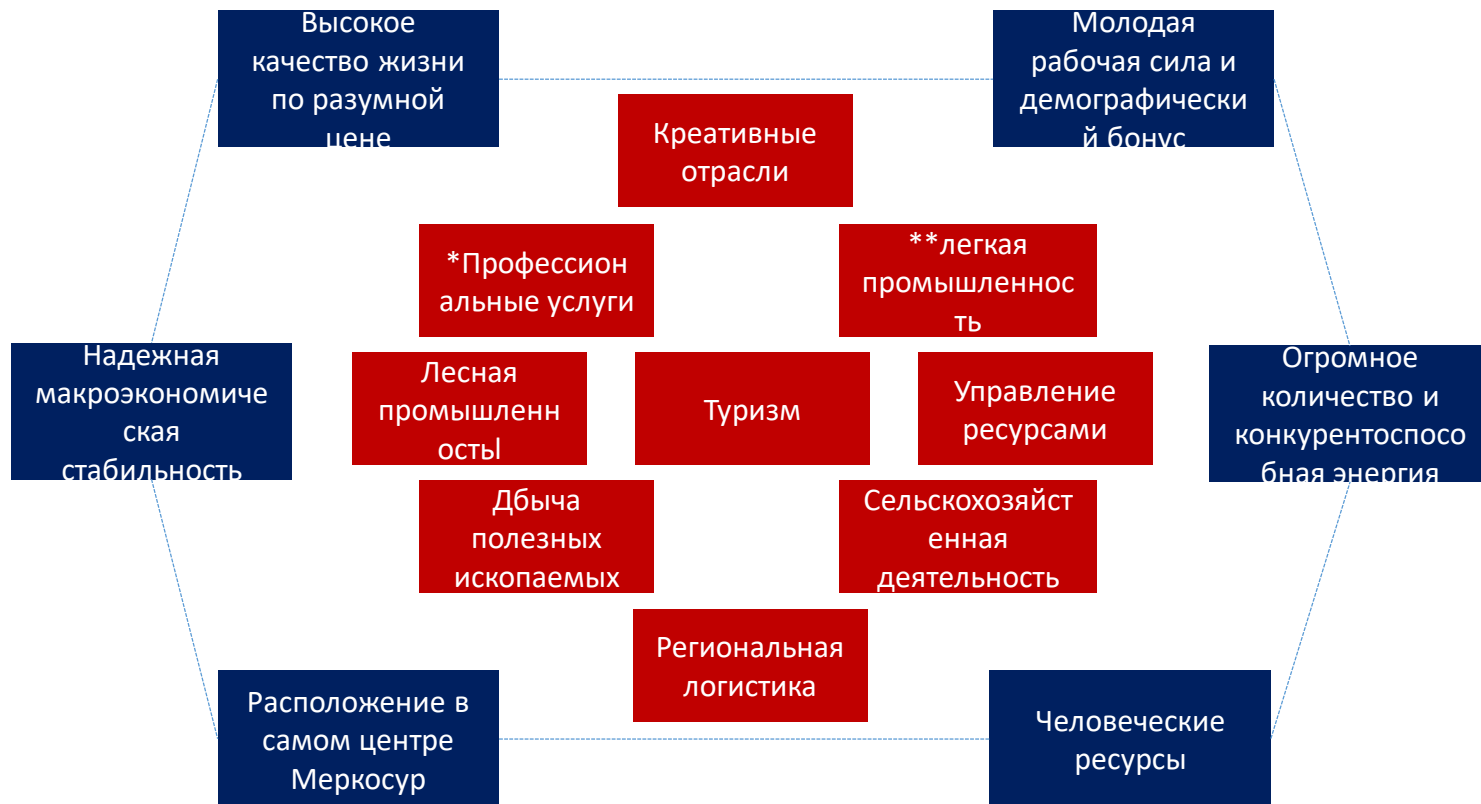 Высокое
качество жизни
по разумной
цене
Молодая
рабочая сила и
демографически
й бонус
Креативные
отрасли
*Профессион
альные услуги
**легкая
промышленнос
ть
Надежная
макроэкономиче
ская
стабильность
Лесная
промышленн
остьl
Туризм
Управление
ресурсами
Огромное
количество и
конкурентоспосо
бная энергия
Дбыча
полезных
ископаемых
Сельскохозяйст
енная
деятельность
Региональная
логистика
Расположение в
самом центре
Меркосур
Человеческие
ресурсы